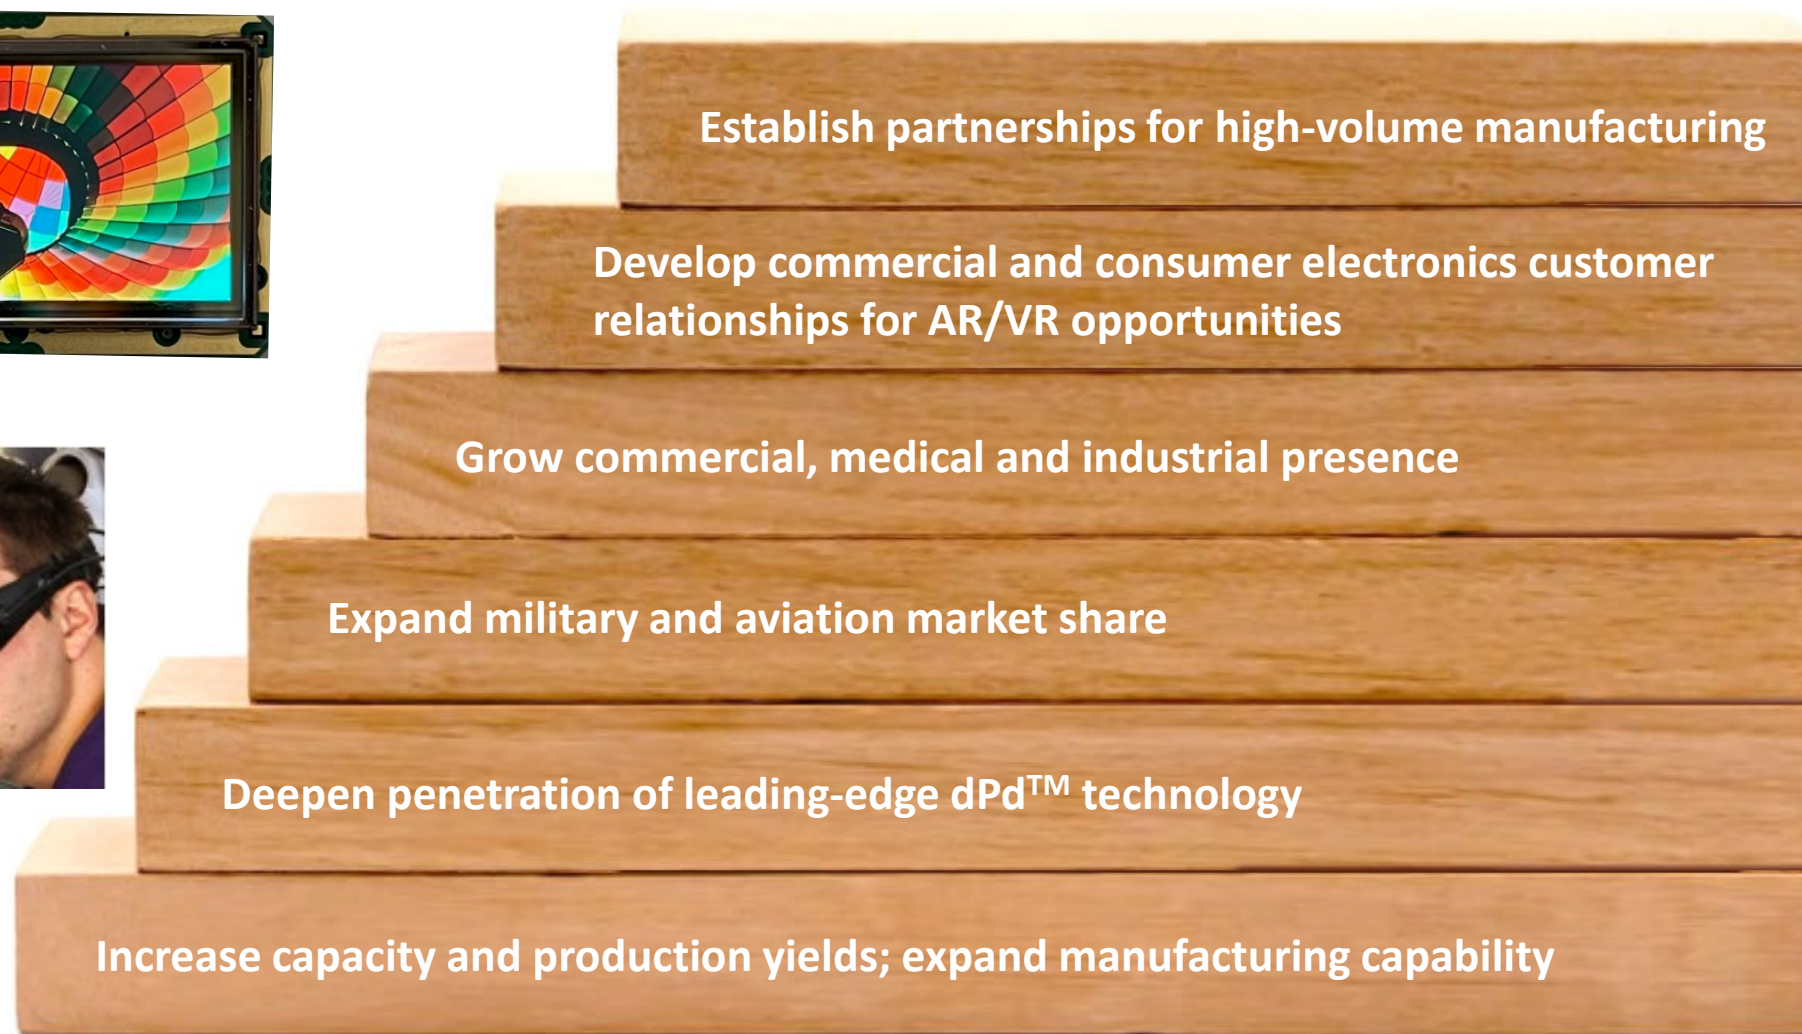 Establish partnerships for high-volume manufacturing
Develop commercial and consumer electronics customer
relationships for AR/VR opportunities
Grow commercial, medical and industrial presence
Expand military and aviation market share
Deepen penetration of leading-edge dPd™ technology
Increase capacity and production yields; expand manufacturing capability